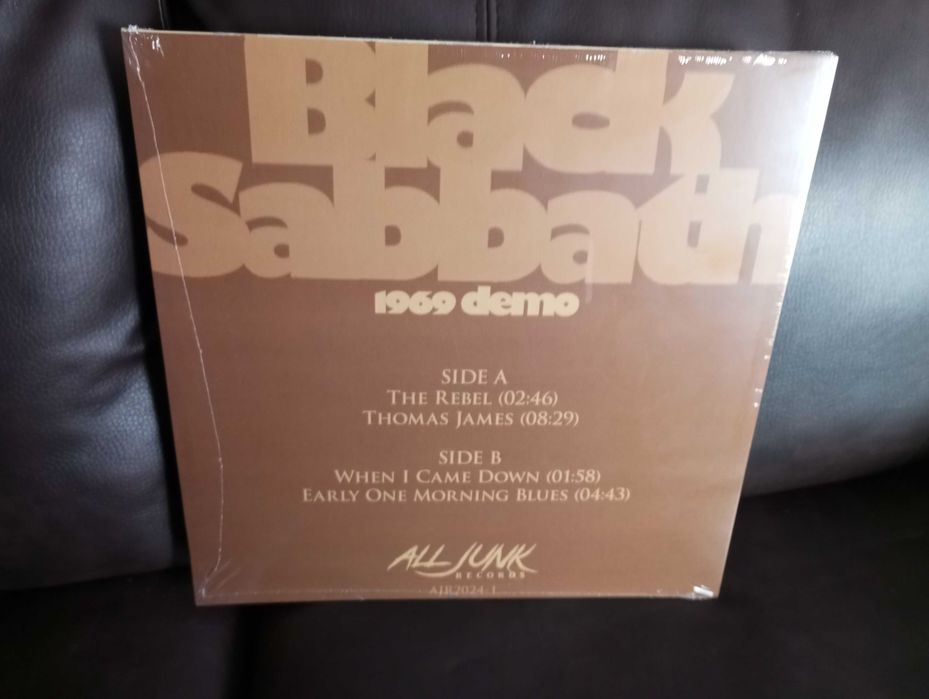 Black
Sabbath
1969 demo
SIDE A
THE REBEL (02:46)
THOMAS JAMES (08:29)
SIDE B
WHEN I CAME DOWN (01:58)
EARLY ONE MORNING BLUES (04:43)
ALL JUNK
RECORDS
AJR2024-1